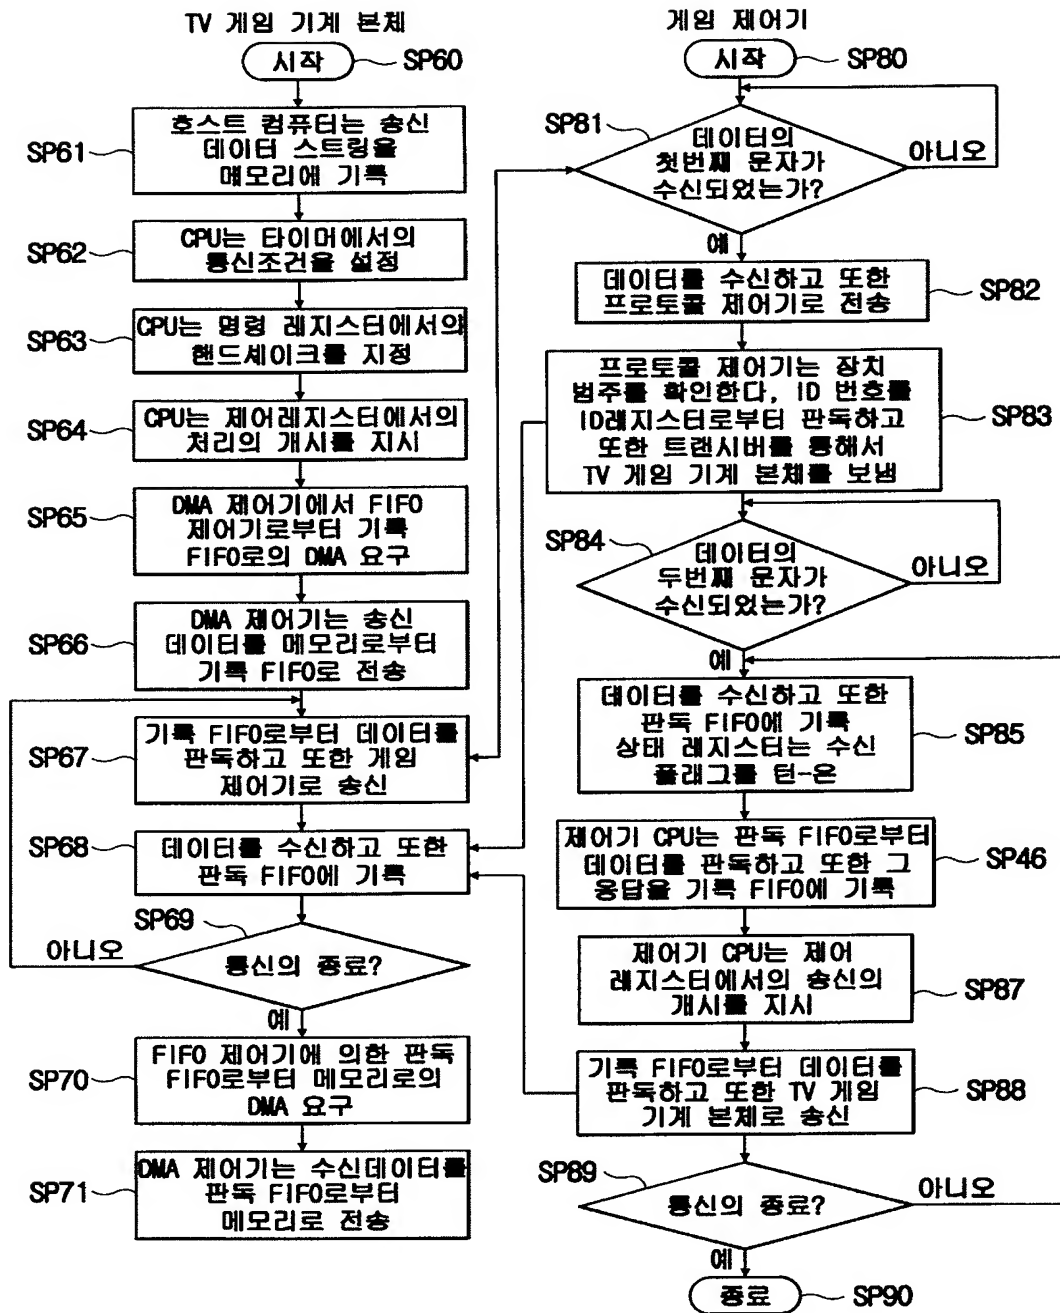 TV 게임 기계 본체
시작
SP60
SP61
호스트 컴퓨터는 송신
데이터 스트링을
메모리에 기록
SP62
CPU는 타이머에서의
통신조건을 설정
SP63
CPU는 명령 레지스터에서의
핸드셰이크를 지정
SP64
CPU는 제어레지스터에서의
처리의 개시를 지시
SP65
DMA 제어기에서 FIFO
제어기로부터 기록
FIFO로의 DMA 요구
SP66
DMA 제어기는 송신
데이터를 메모리로부터
기록 FIFO로 전송
SP67
기록 FIFO로부터 데이터를
판독하고 또한 게임
제어기로 송신
SP68
데이터를 수신하고 또한
판독 FIFO에 기록
SP69
아니오
통신의 종료?
예
SP70
FIFO 제어기에 의한 판독
FIFO로부터 메모리로의
DMA 요구
SP71
DMA 제어기는 수신데이터를
판독 FIFO로부터
메모리로 전송
게임 제어기
시작
SP80
SP81
데이터의
첫번째 문자가
수신되었는가?
아니오
예
데이터를 수신하고 또한
프로토콜 제어기로 전송
SP82
프로토콜 제어기는 장치
범주를 확인한다, ID 번호를
ID레지스터로부터 판독하고
또한 트랜시버를 통해서
TV 게임 기계 본체를 보냄
SP83
SP84
데이터의
두번째 문자가
수신되었는가?
아니오
예
데이터를 수신하고 또한
판독 FIFO에 기록
상태 레지스터는 수신
플래그를 턴-온
SP85
제어기 CPU는 판독 FIFO로부터
데이터를 판독하고 또한 그
응답을 기록 FIFO에 기록
SP46
제어기 CPU는 제어
레지스터에서의 송신의
개시를 지시
SP87
기록 FIFO로부터 데이터를
판독하고 또한 TV 게임
기계 본체로 송신
SP88
SP89
통신의 종료?
아니오
예
종료
SP90